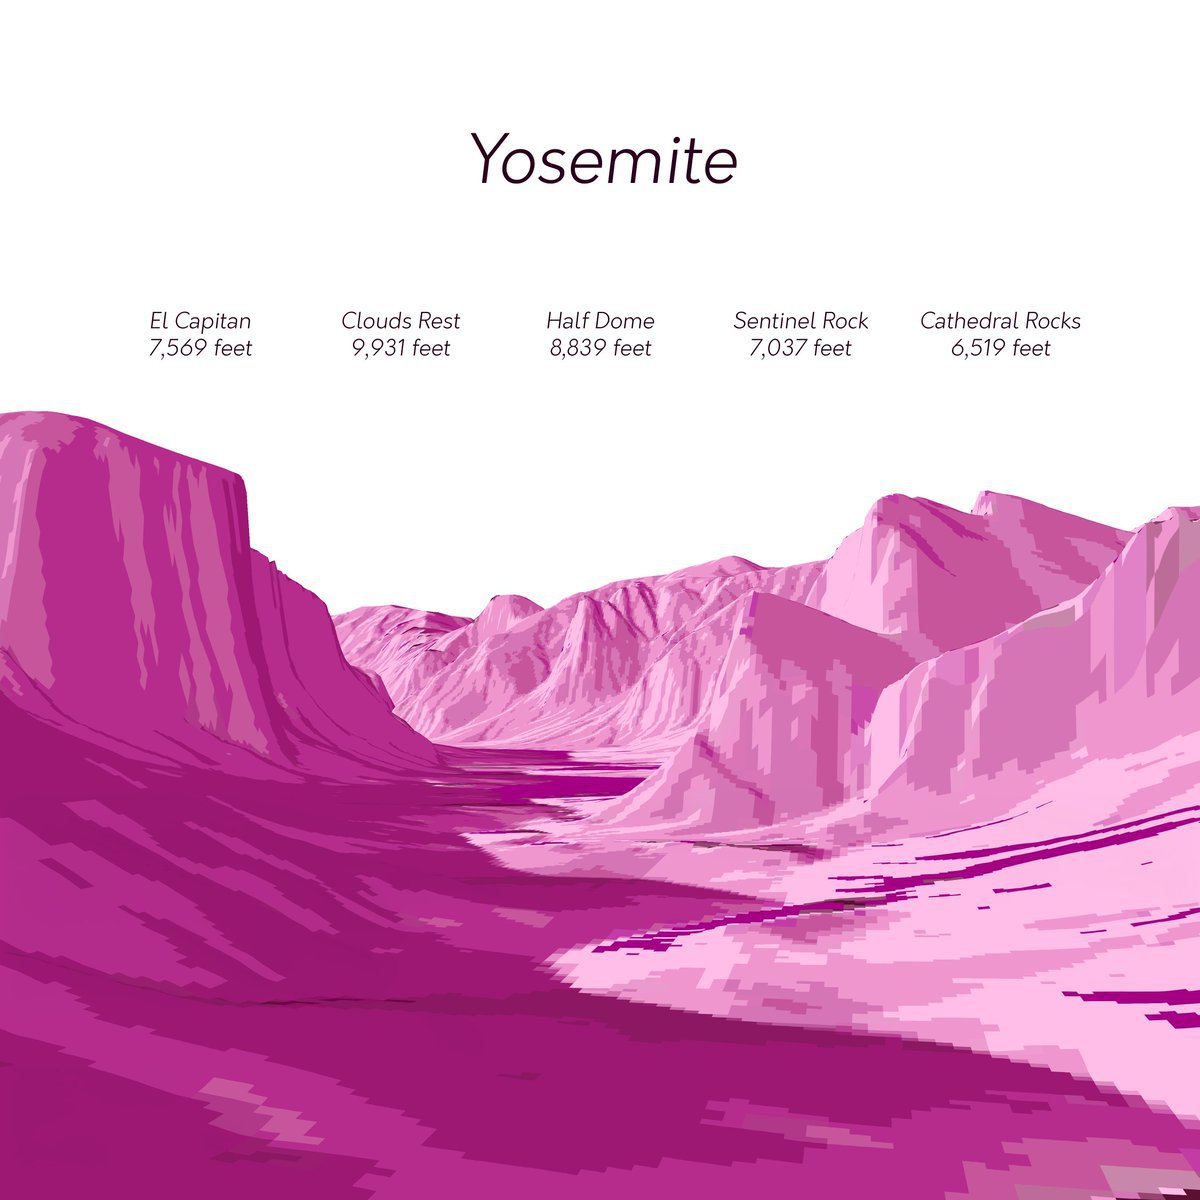 Yosemite
El Capitan
7,569 feet
Clouds Rest
9,931 feet
Half Dome
8,839 feet
Sentinel Rock
7,037 feet
Cathedral Rocks
6,519 feet